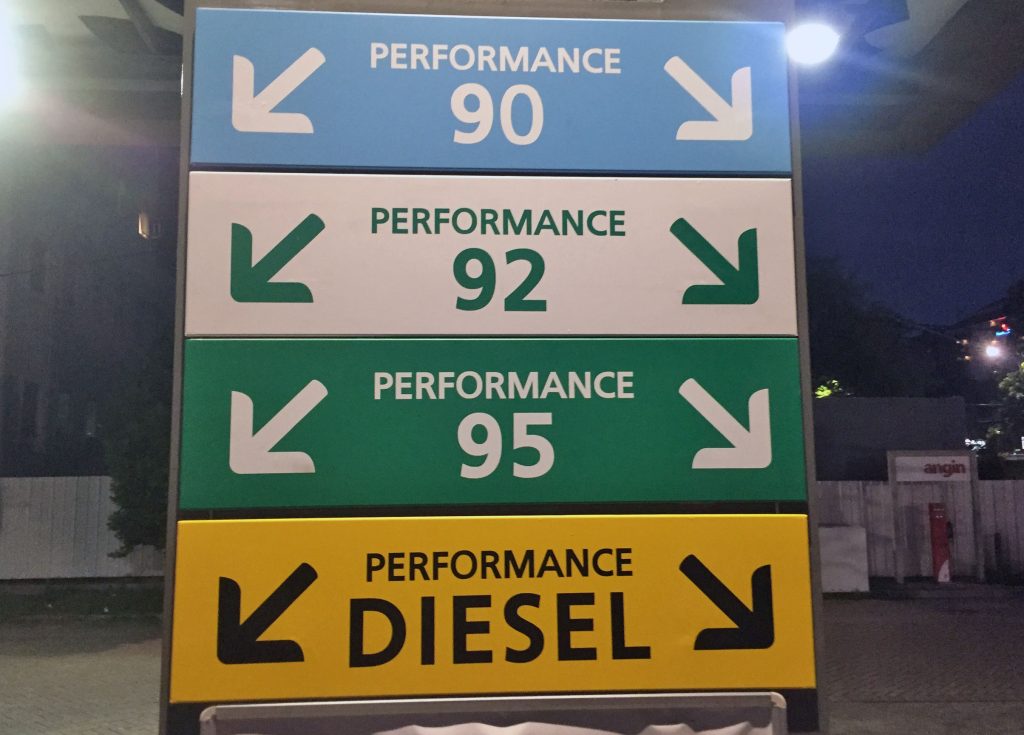 PERFORMANCE
90
PERFORMANCE
92
PERFORMANCE
95
PERFORMANCE
DIESEL
angin